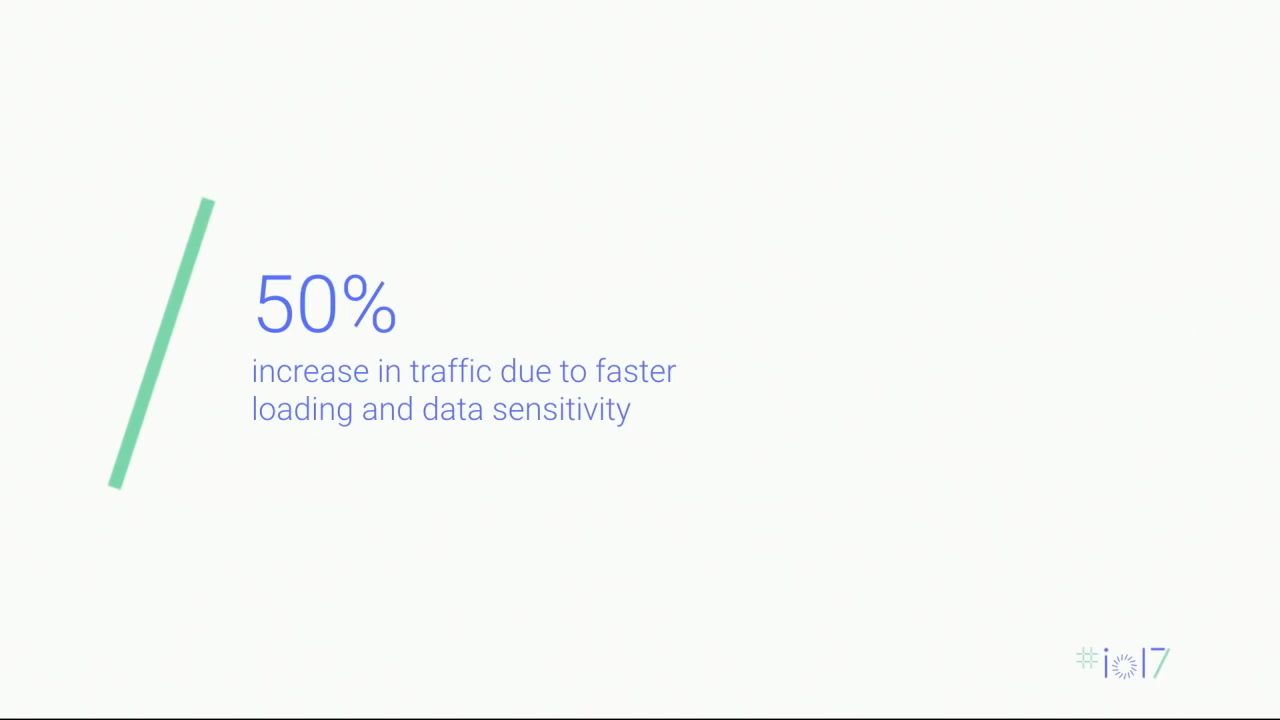 50%
increase in traffic due to faster
loading and data sensitivity
#io17